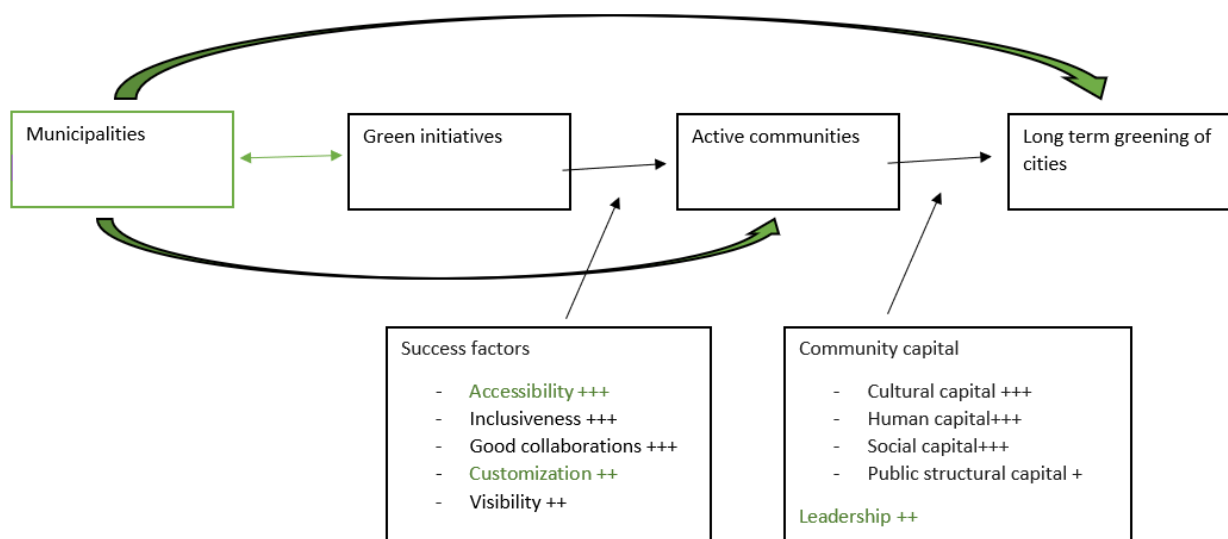 Municipalities
Green initiatives
Active communities
Long term greening of
cities
Success factors
- Accessibility +++
- Inclusiveness +++
- Good collaborations +++
- Customization ++
- Visibility ++
Community capital
- Cultural capital +++
- Human capital+++
- Social capital+++
- Public structural capital +
Leadership ++